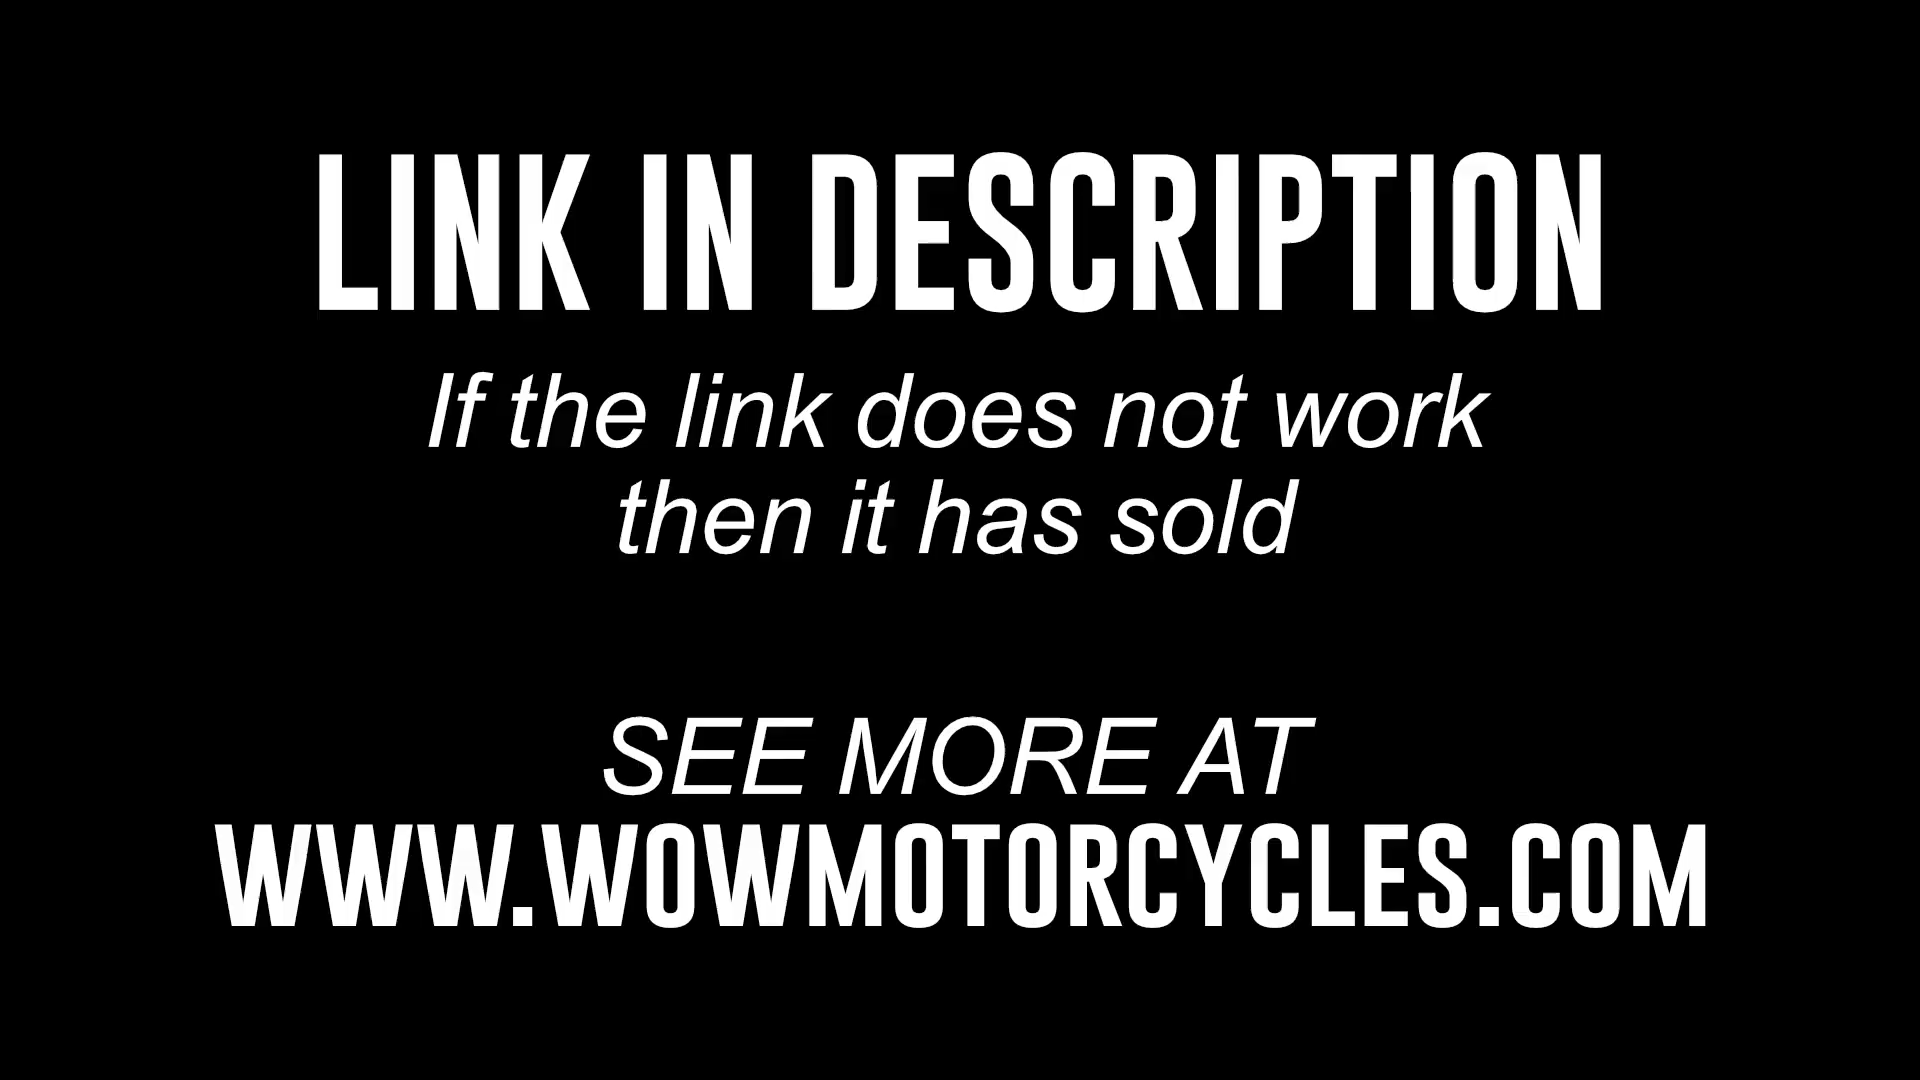 LINK IN DESCRIPTION
If the link does not work
then it has sold
SEE MORE AT
WWW.WOWMOTORCYCLES.COM